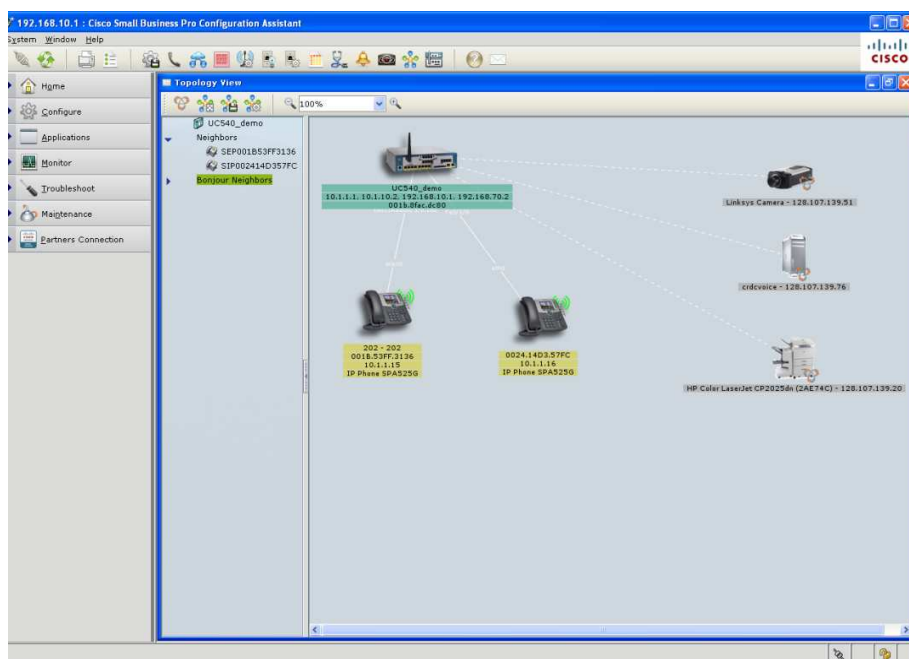 192.168.10.1 : Cisco Small Business Pro Configuration Assistant
System Window Help
cisco
Home
Configure
Applications
Monitor
Troubleshoot
Maintenance
Partners Connection
Topology View
100%
UC540_demo
Neighbors
SEP001B53FF3136
SIP002414D357FC
Bonjour Neighbors
UC540_demo
10.1.1.1, 10.1.10.2, 192.168.10.1, 192.168.70.2
001b.8fac.dc80
Linksys Camera - 128.107.139.51
crdcvoice - 128.107.139.76
HP Color LaserJet CP2025dn (2AE74C) - 128.107.139.20
202 - 202
001B.53FF.3136
10.1.1.15
IP Phone SPA525G
0024.14D3.57FC
10.1.1.16
IP Phone SPA525G